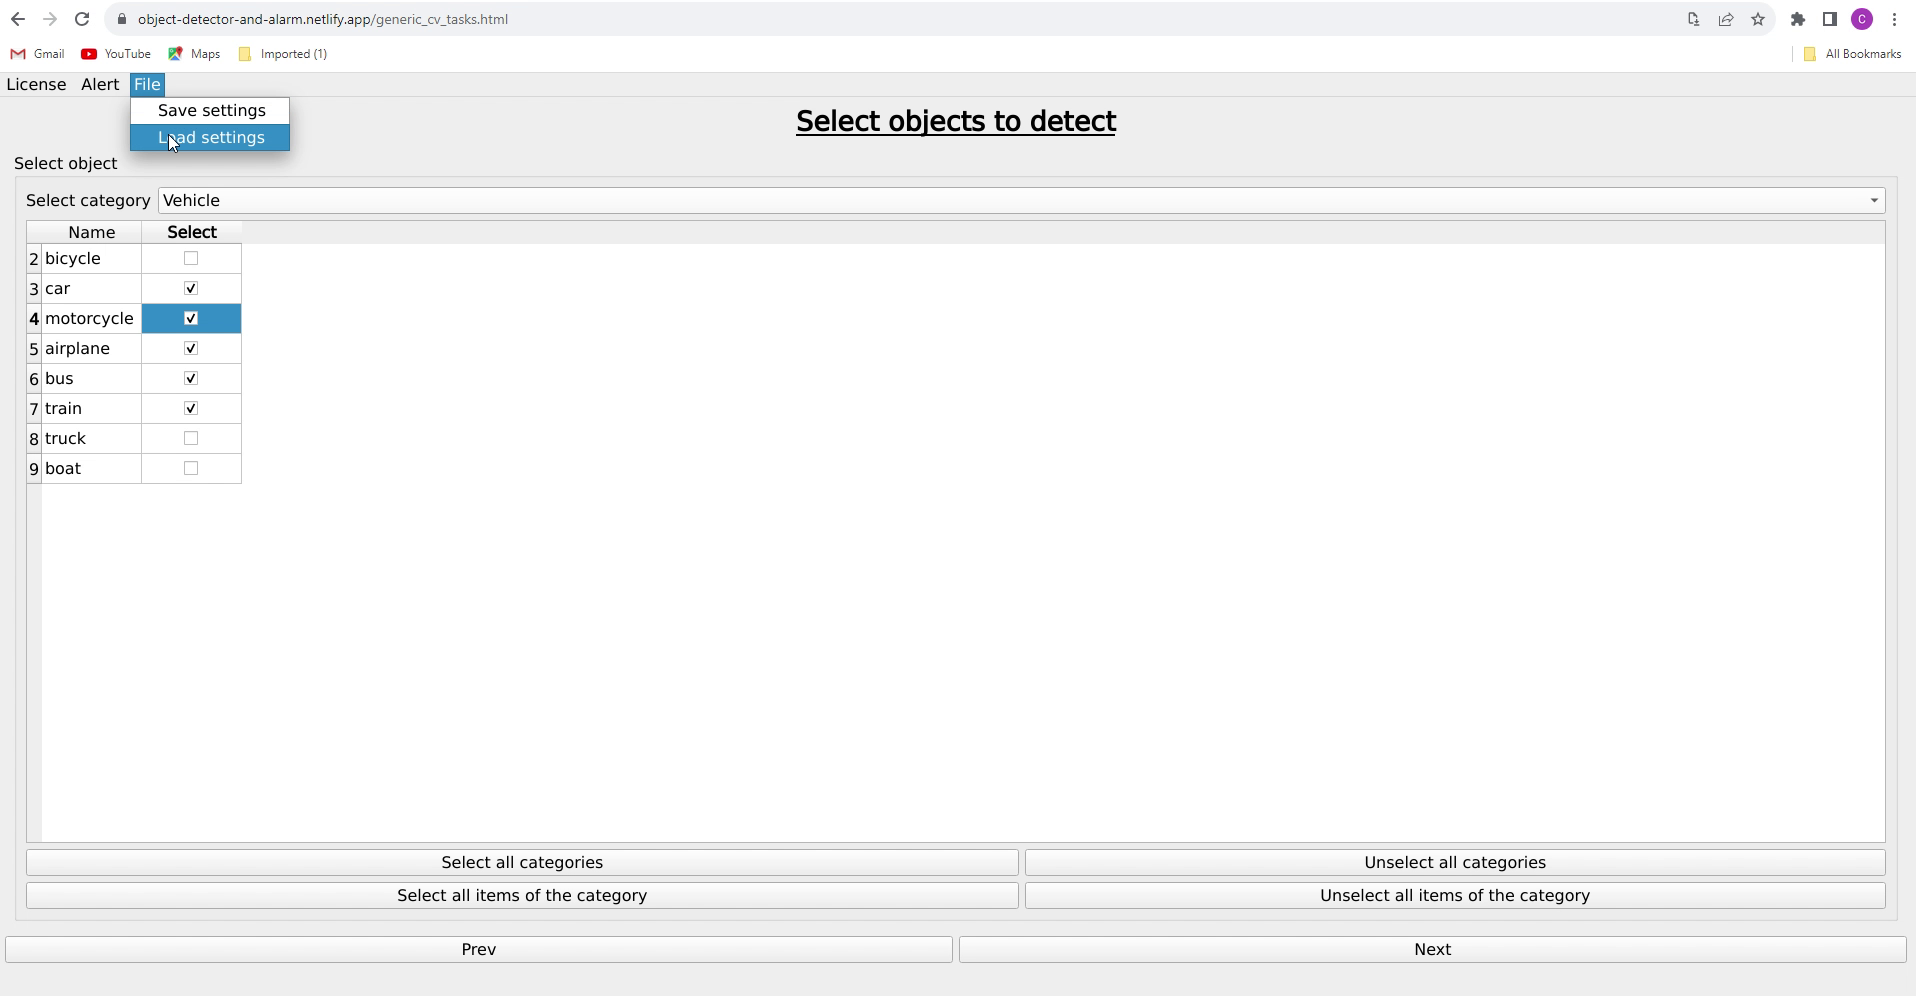 object-detector-and-alarm.netlify.app/generic_cv_tasks.html
C
Gmail YouTube Maps Imported (1) All Bookmarks
License Alert File
Save settings
Load settings
Select objects to detect
Select object
Select category Vehicle
Name Select
2 bicycle
3 car
4 motorcycle
5 airplane
6 bus
7 train
8 truck
9 boat
Select all categories Unselect all categories
Select all items of the category Unselect all items of the category
Prev Next